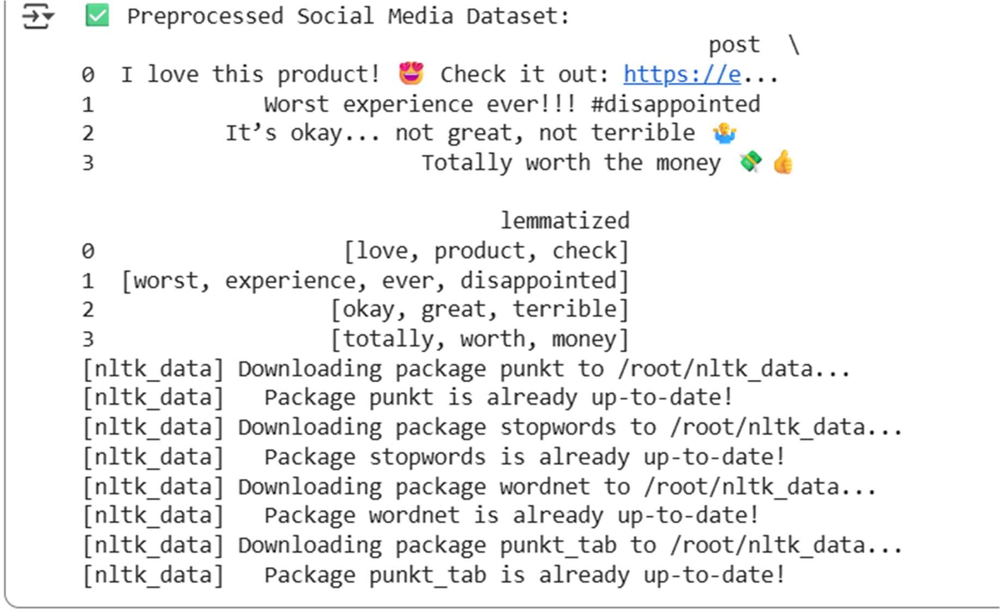 ✅ Preprocessed Social Media Dataset:
post \
0 I love this product! 😍 Check it out: https://e...
1 Worst experience ever!!! #disappointed
2 It’s okay... not great, not terrible 🤷‍♂️
3 Totally worth the money 💸 👍
lemmatized
0 [love, product, check]
1 [worst, experience, ever, disappointed]
2 [okay, great, terrible]
3 [totally, worth, money]
[nltk_data] Downloading package punkt to /root/nltk_data...
[nltk_data]   Package punkt is already up-to-date!
[nltk_data] Downloading package stopwords to /root/nltk_data...
[nltk_data]   Package stopwords is already up-to-date!
[nltk_data] Downloading package wordnet to /root/nltk_data...
[nltk_data]   Package wordnet is already up-to-date!
[nltk_data] Downloading package punkt_tab to /root/nltk_data...
[nltk_data]   Package punkt_tab is already up-to-date!